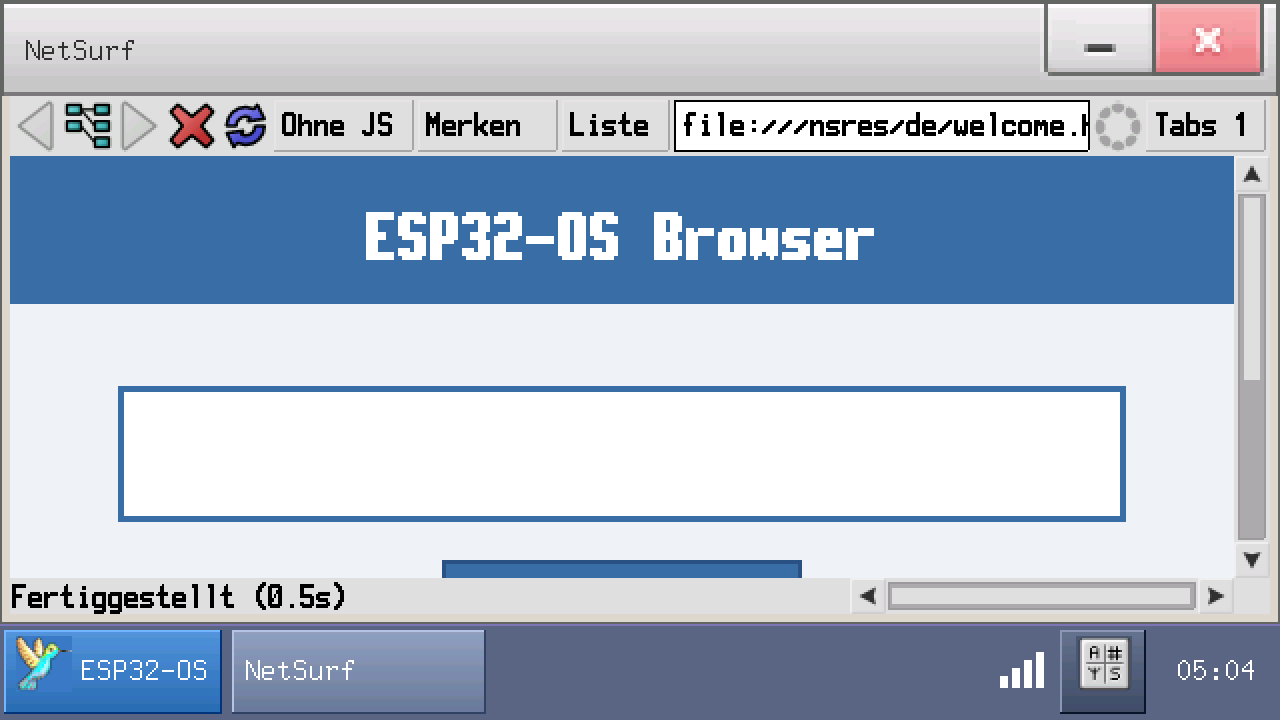 NetSurf
Ohne JS Merken Liste file:///nsres/de/welcome. Tabs 1
ESP32-OS Browser
Fertiggestellt (0.5s)
ESP32-OS NetSurf A # Y S 05:04